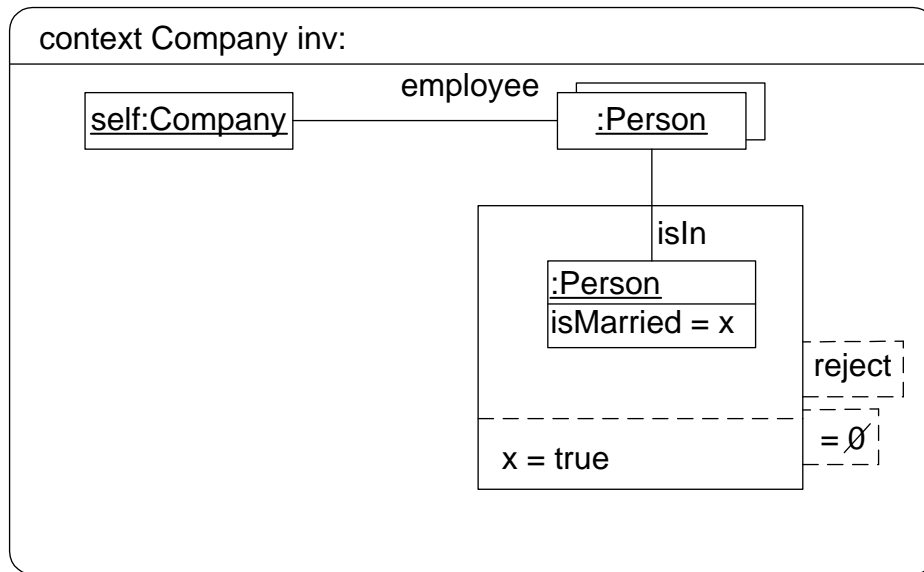 context Company inv:
employee
self:Company
:Person
isIn
:Person
isMarried = x
reject
= ∅
x = true